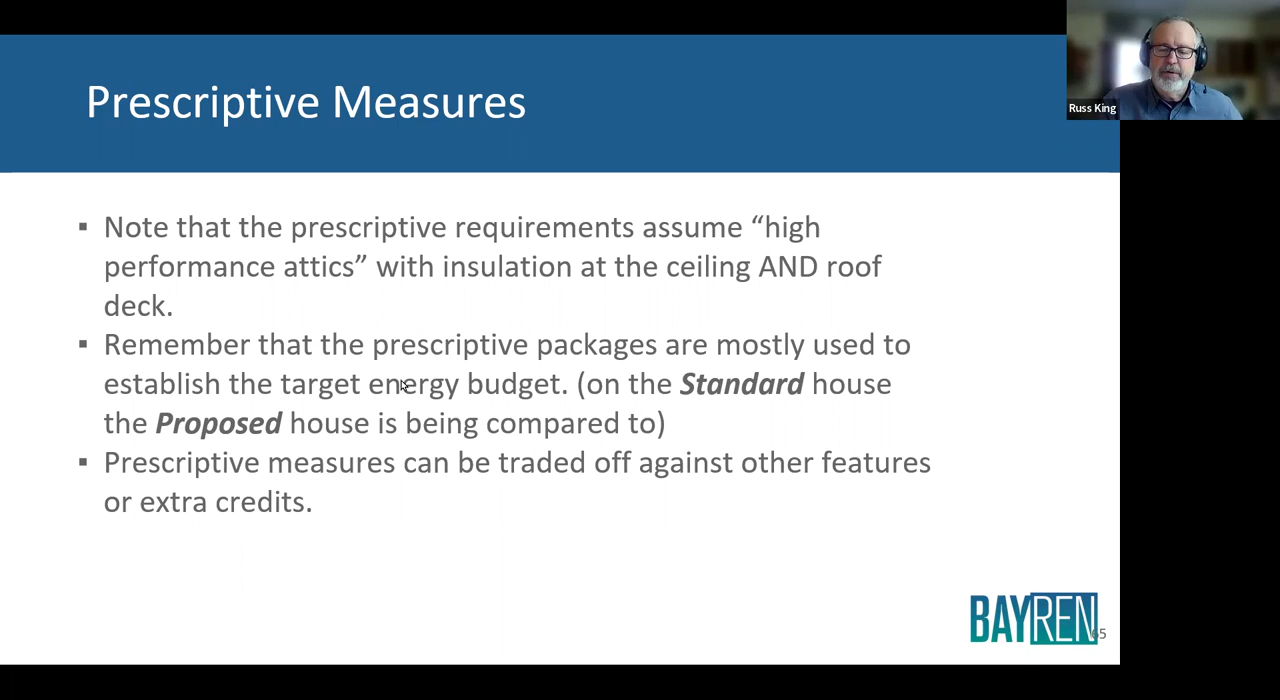 Prescriptive Measures
Russ King
▪ Note that the prescriptive requirements assume “high
performance attics” with insulation at the ceiling AND roof
deck.
▪ Remember that the prescriptive packages are mostly used to
establish the target energy budget. (on the Standard house
the Proposed house is being compared to)
▪ Prescriptive measures can be traded off against other features
or extra credits.
BAYREN
65